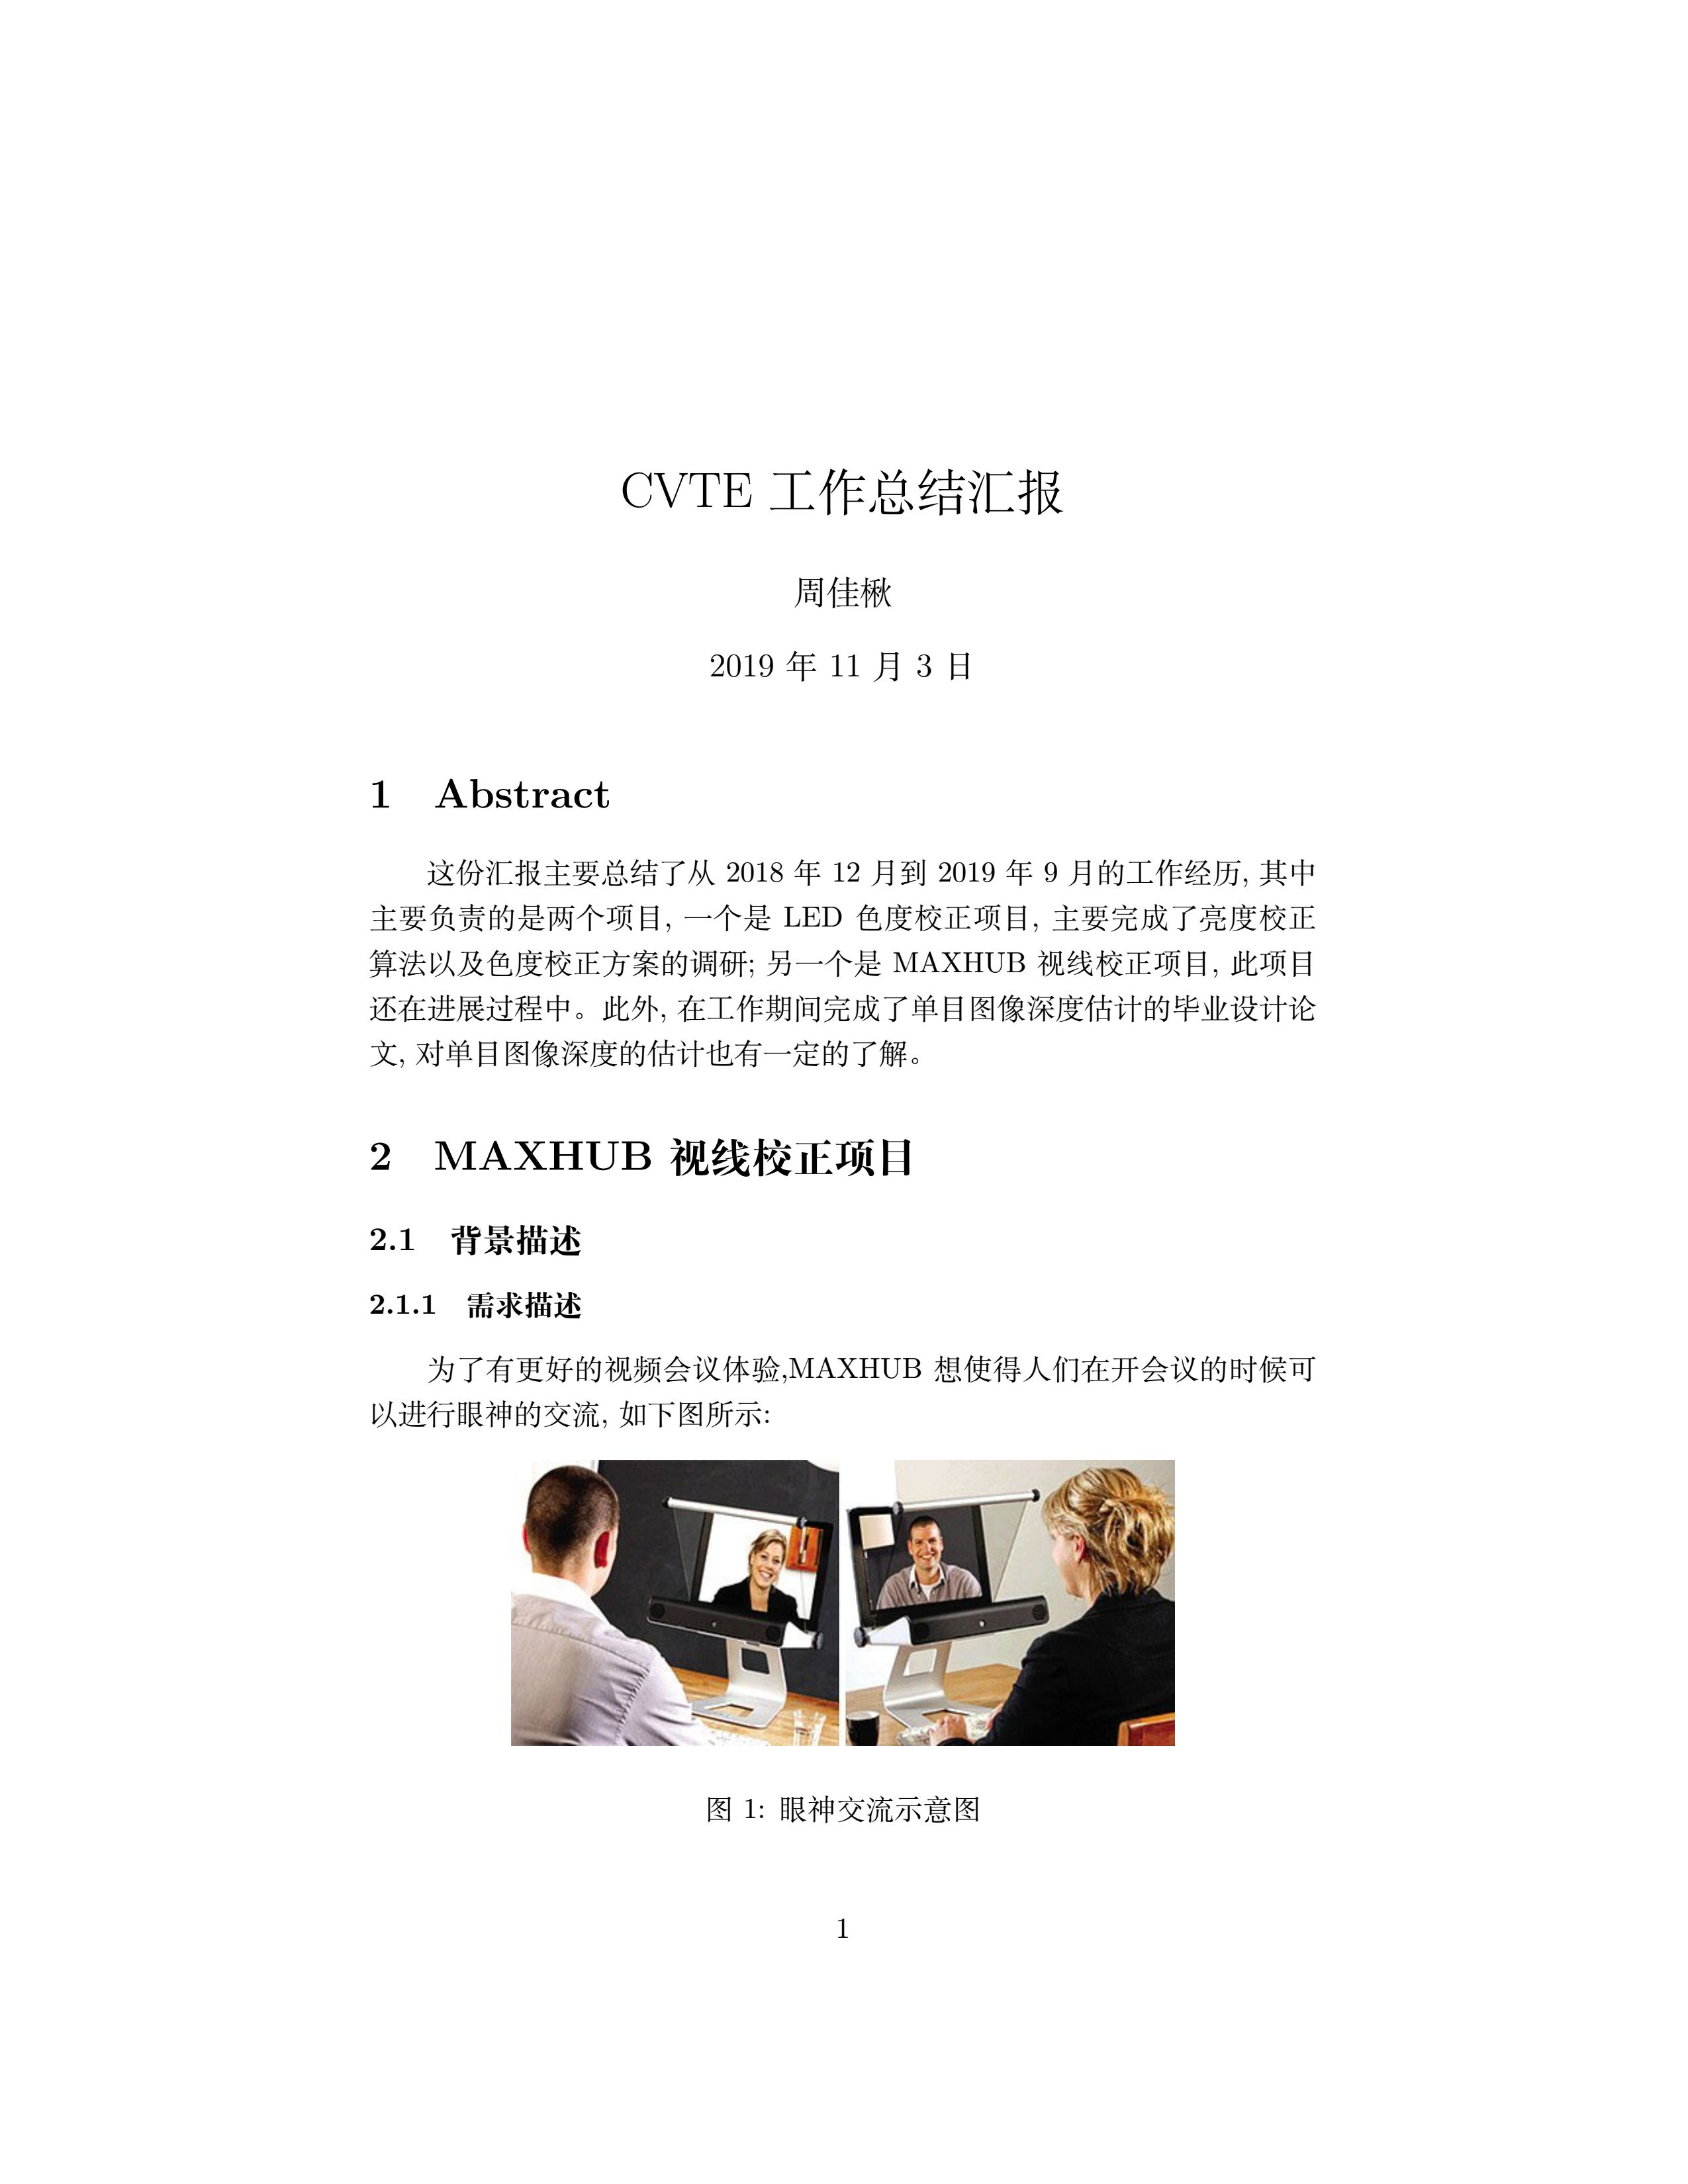 CVTE 工作总结汇报
周佳楸
2019 年 11 月 3 日
1 Abstract
这份汇报主要总结了从 2018 年 12 月到 2019 年 9 月的工作经历, 其中
主要负责的是两个项目, 一个是 LED 色度校正项目, 主要完成了亮度校正
算法以及色度校正方案的调研; 另一个是 MAXHUB 视线校正项目, 此项目
还在进展过程中。此外, 在工作期间完成了单目图像深度估计的毕业设计论
文, 对单目图像深度的估计也有一定的了解。
2 MAXHUB 视线校正项目
2.1 背景描述
2.1.1 需求描述
为了有更好的视频会议体验,MAXHUB 想使得人们在开会议的时候可
以进行眼神的交流, 如下图所示:
图 1: 眼神交流示意图
1